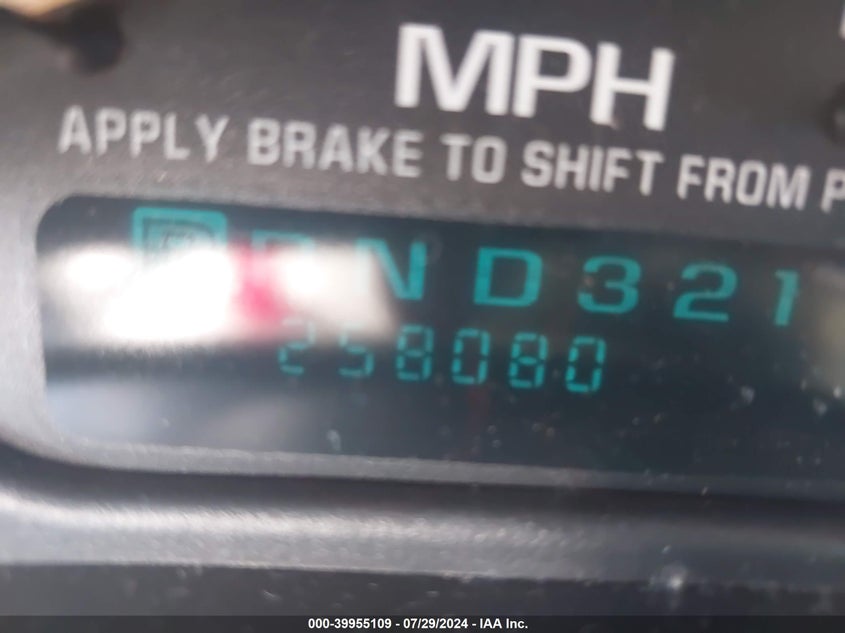 MPH
APPLY BRAKE TO SHIFT FROM P
N D 3 2 1
258080
000-39955109 - 07/29/2024 - IAA Inc.